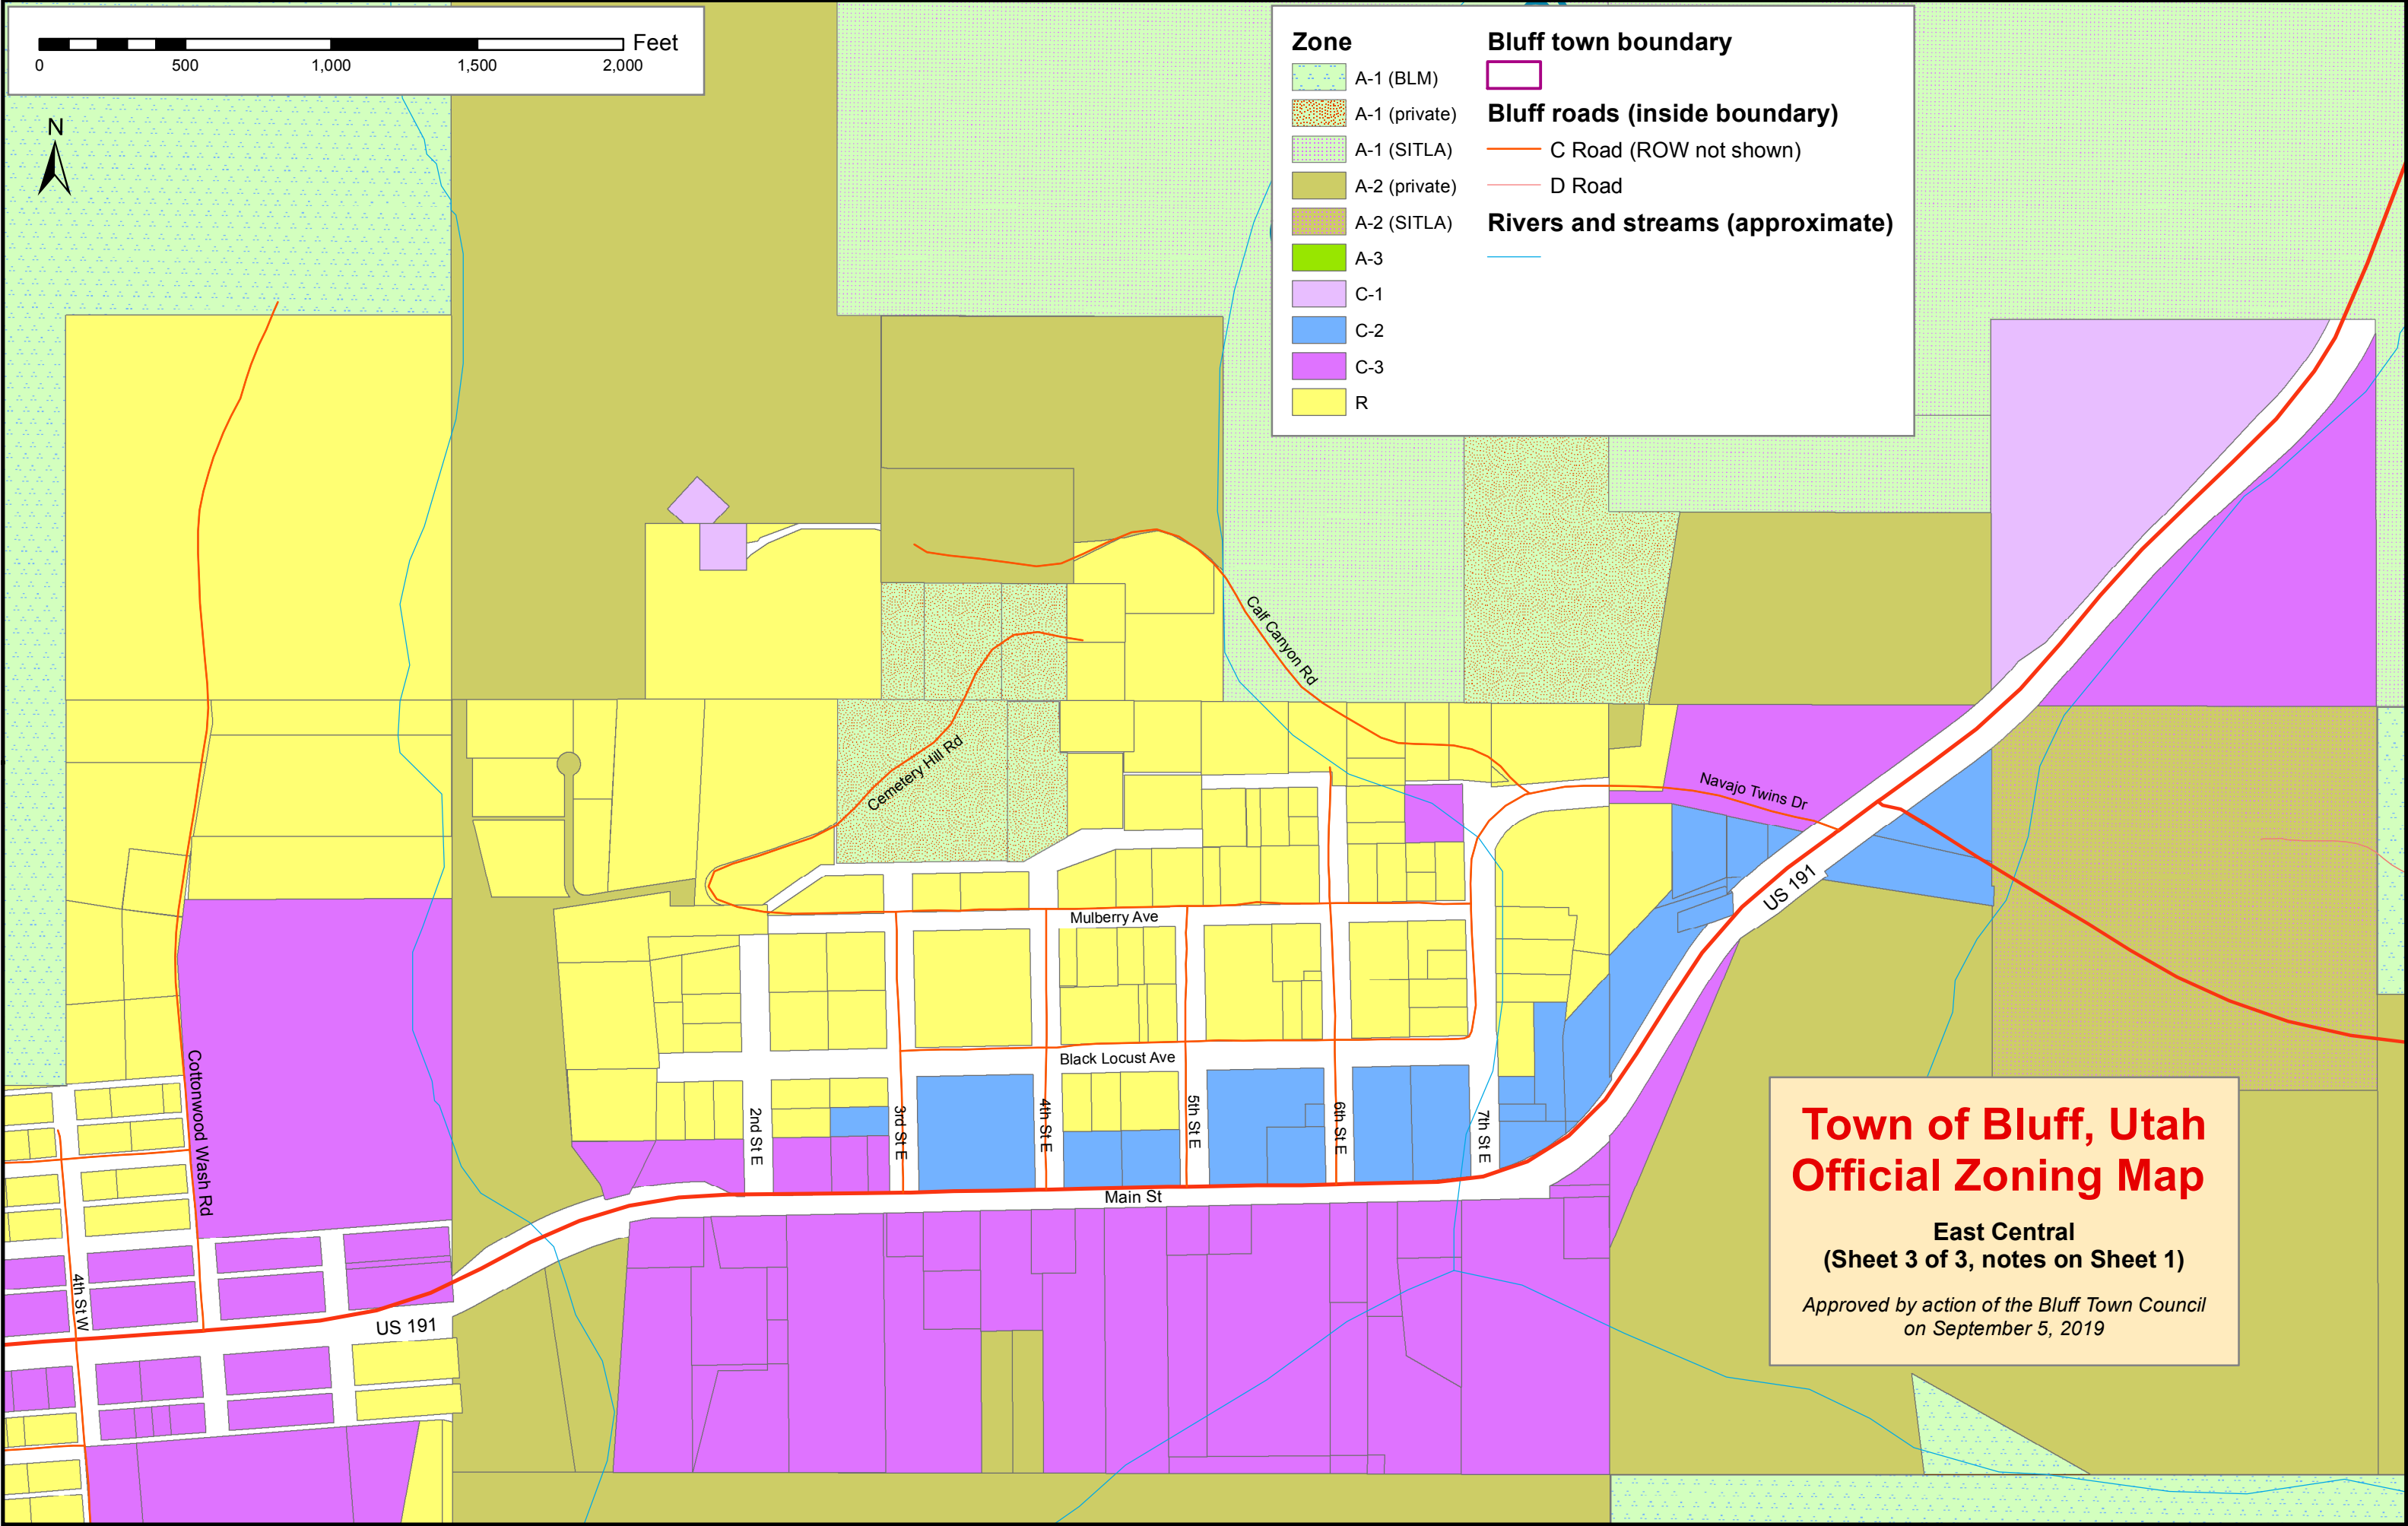 Feet
0 500 1,000 1,500 2,000
N
Zone
A-1 (BLM)
A-1 (private)
A-1 (SITLA)
A-2 (private)
A-2 (SITLA)
A-3
C-1
C-2
C-3
R
Bluff town boundary
Bluff roads (inside boundary)
C Road (ROW not shown)
D Road
Rivers and streams (approximate)
Calf Canyon Rd
Cemetery Hill Rd
Navajo Twins Dr
US 191
Mulberry Ave
Black Locust Ave
Cottonwood Wash Rd
2nd St E
3rd St E
4th St E
5th St E
6th St E
7th St E
Main St
4th St W
US 191
Town of Bluff, Utah
Official Zoning Map
East Central
(Sheet 3 of 3, notes on Sheet 1)
Approved by action of the Bluff Town Council
on September 5, 2019